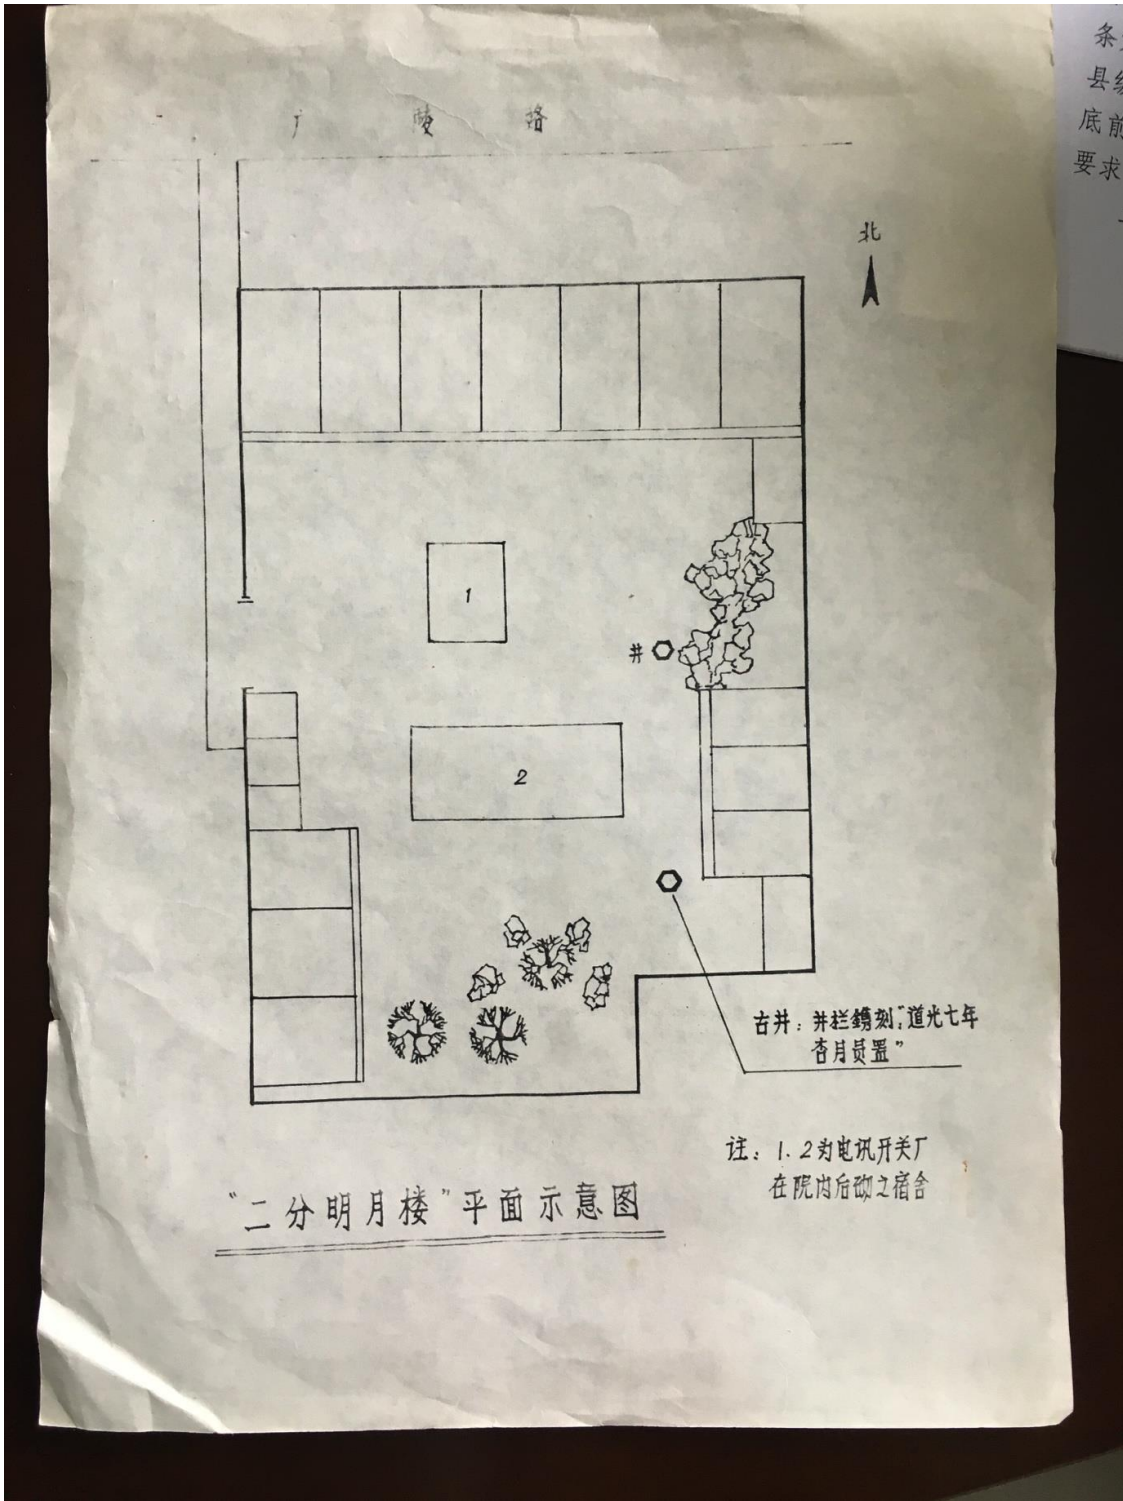 广 陵 路
北
1
井
2
古井：井栏鐫刻：“道光七年
杏月员置”
注：1.2为电讯开关厂
在院内后砌之宿舍
“二分明月楼”平面示意图
条
县级
底前
要求